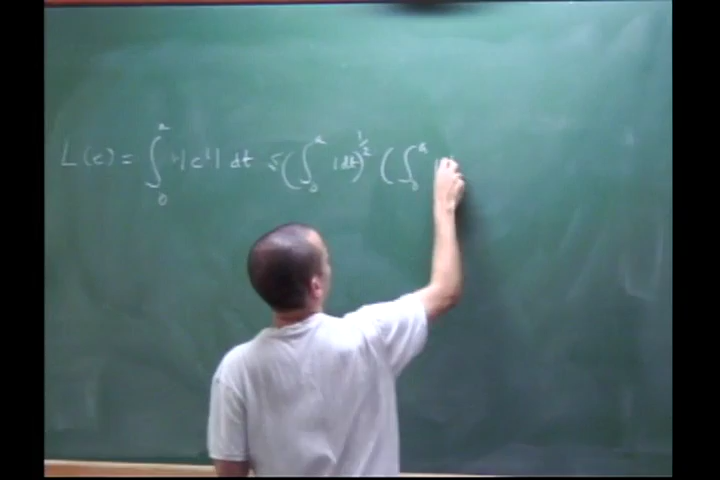 L(c) = ∫₀ᵃ 1·|c'| dt ≤ (∫₀ᵃ 1 dt)^{1/2} (∫₀ᵃ |